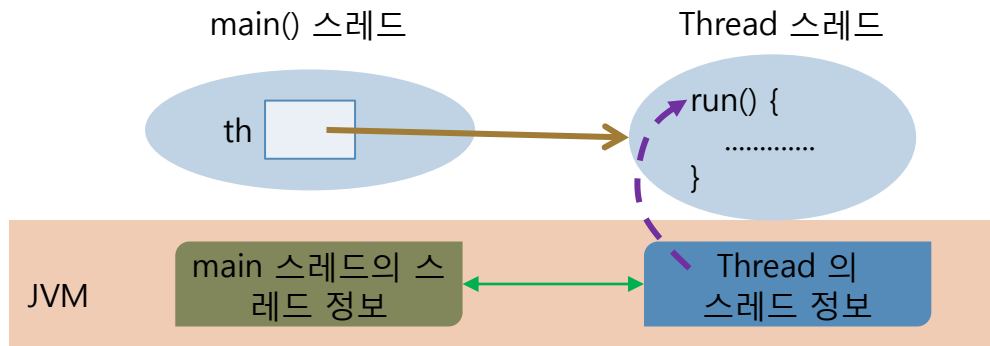 main() 스레드
Thread 스레드
th
run() {
.............
}
main 스레드의 스
레드 정보
Thread 의
스레드 정보
JVM